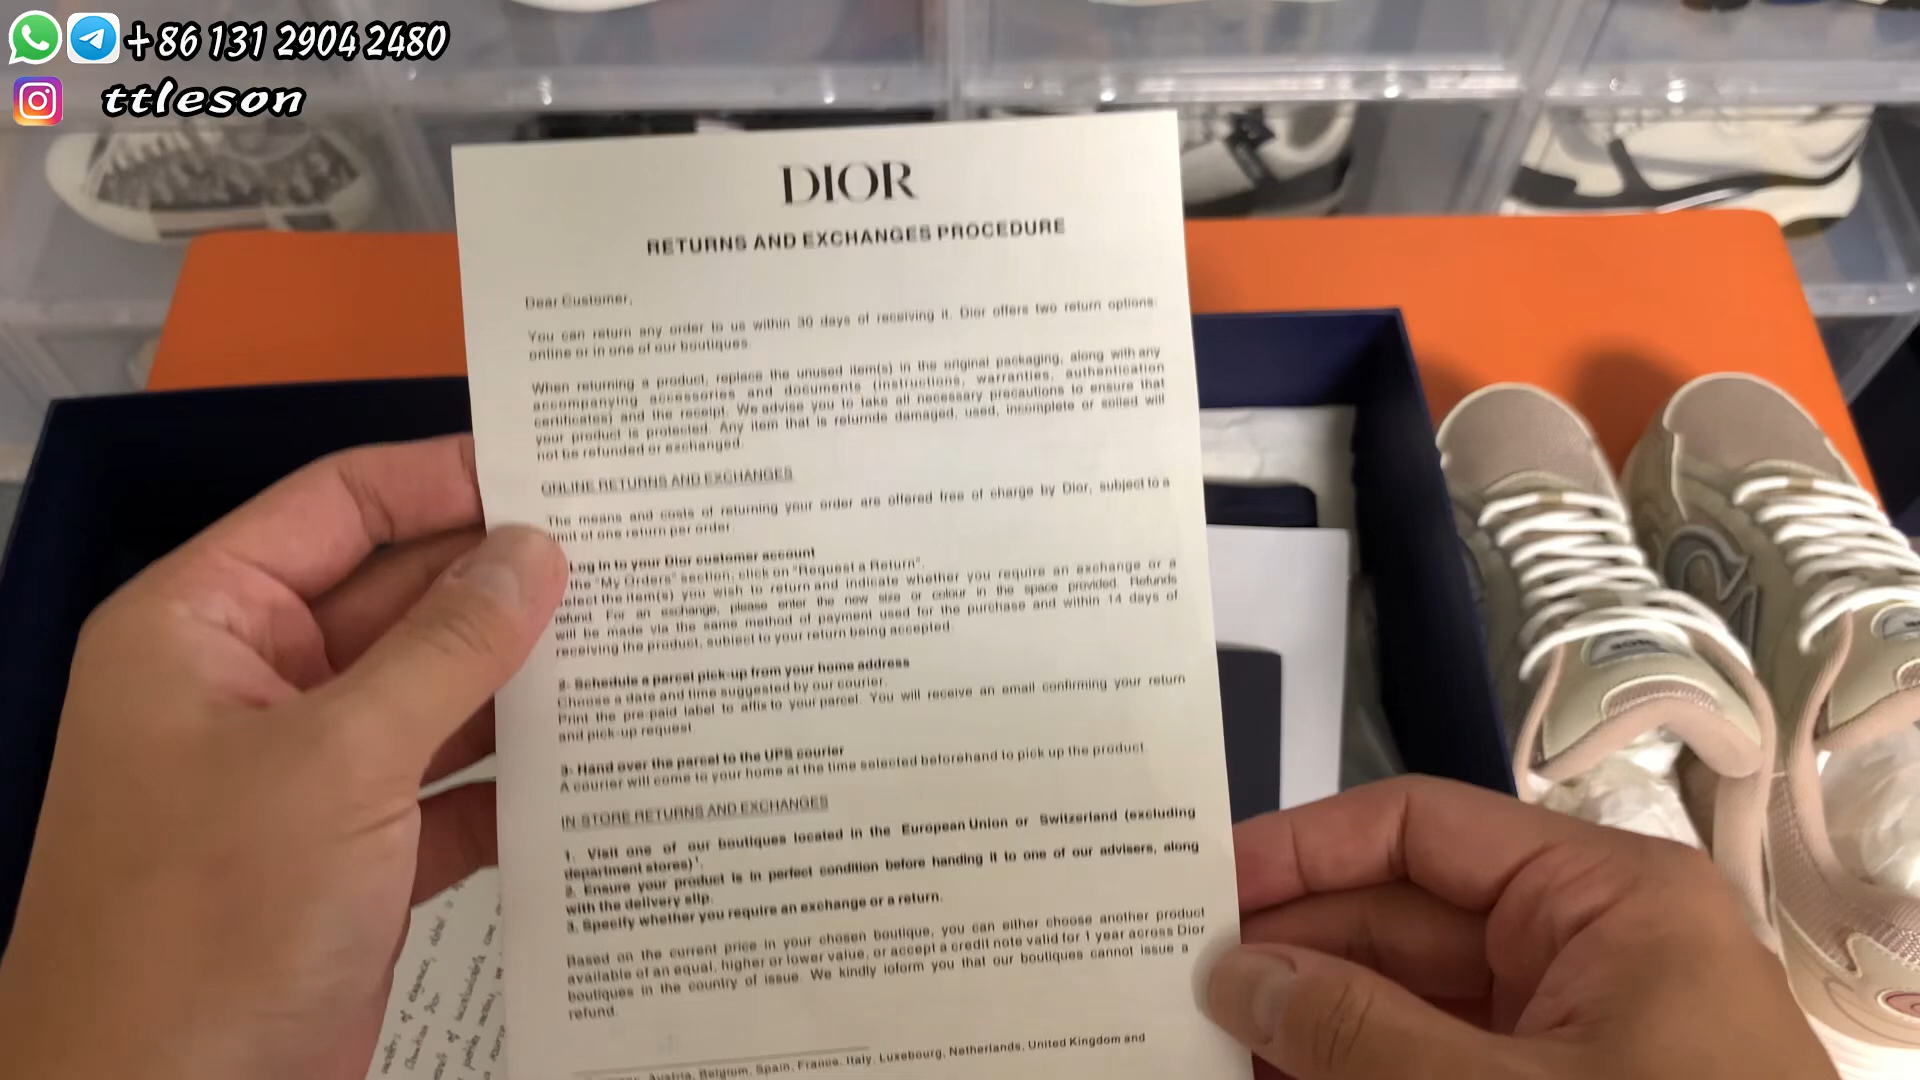 +86 131 2904 2480
ttleson
DIOR
RETURNS AND EXCHANGES PROCEDURE
Dear Customer,
You can return any order to us within 30 days of receiving it. Dior offers two return options:
online or in one of our boutiques.
When returning a product, replace the unused item(s) in the original packaging, along with any
accompanying accessories and documents (instructions, warranties, authentication
certificates) and the receipt. We advise you to take all necessary precautions to ensure that
your product is protected. Any item that is returnde damaged, used, incomplete or soiled will
not be refunded or exchanged.
ONLINE RETURNS AND EXCHANGES
The means and costs of returning your order are offered free of charge by Dior, subject to a
limit of one return per order.
Log in to your Dior customer account
the "My Orders" section, click on "Request a Return".
select the item(s) you wish to return and indicate whether you require an exchange or a
refund. For an exchange, please enter the new size or colour in the space provided. Refunds
will be made via the same method of payment used for the purchase and within 14 days of
receiving the product, subject to your return being accepted.
2- Schedule a parcel pick-up from your home address
Choose a date and time suggested by our courier.
Print the pre-paid label to affix to your parcel. You will receive an email confirming your return
and pick-up request
3- Hand over the parcel to the UPS courier
A courier will come to your home at the time selected beforehand to pick up the product.
IN STORE RETURNS AND EXCHANGES
1. Visit one of our boutiques located in the European Union or Switzerland (excluding
department stores)¹.
2. Ensure your product is in perfect condition before handing it to one of our advisers, along
with the delivery slip.
3. Specify whether you require an exchange or a return.
Based on the current price in your chosen boutique, you can either choose another product
available of an equal, higher or lower value, or accept a credit note valid for 1 year across Dior
boutiques in the country of issue. We kindly ioform you that our boutiques cannot issue a
refund.
Austria, Belgium, Spain, France, Italy, Luxebourg, Netherlands, United Kingdom and